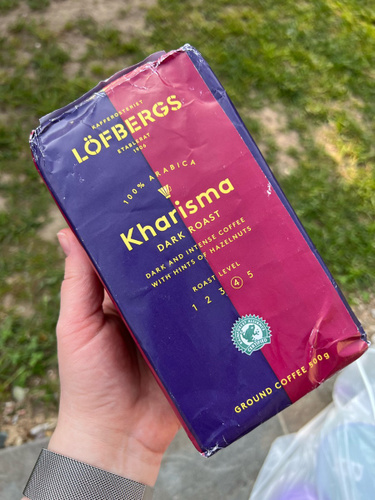 KAFFEROSTERIET
LÖFBERGS
ETABLERAT
1906
100% ARABICA
Kharisma
DARK ROAST
DARK AND INTENSE COFFEE
WITH HINTS OF HAZELNUTS
ROAST LEVEL
1 2 3 4 5
GROUND COFFEE 500g